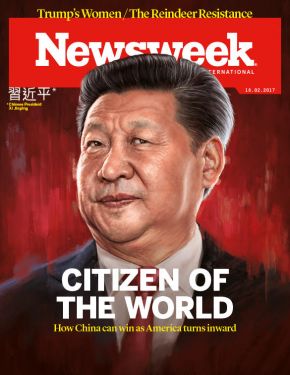 Trump's Women / The Reindeer Resistance
Newsweek
INTERNATIONAL
10.02.2017
習近平*
*Chinese President
Xi Jinping
CITIZEN OF
THE WORLD
How China can win as America turns inward